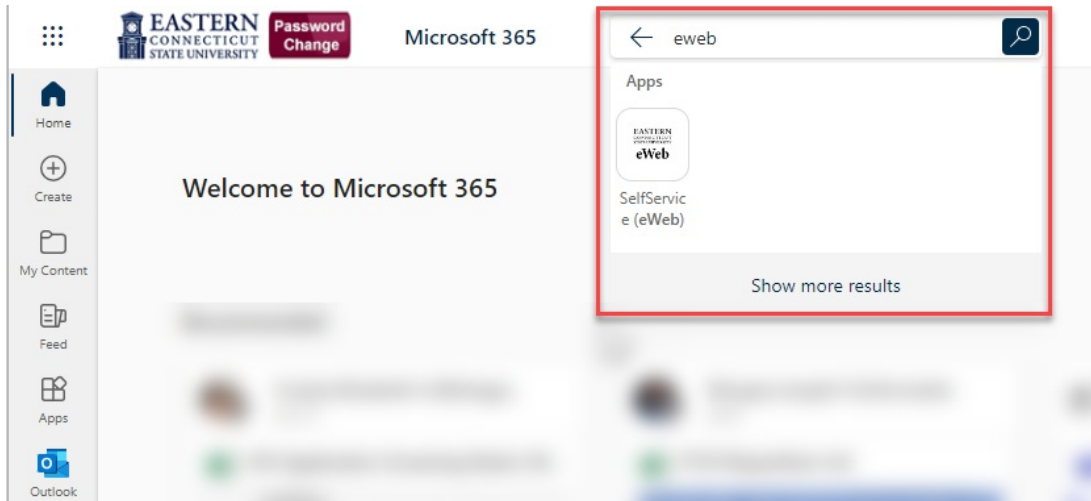 EASTERN
CONNECTICUT
STATE UNIVERSITY
Password
Change
Microsoft 365
eweb
Apps
EASTERN
eWeb
SelfServic
e (eWeb)
Show more results
Home
Create
My Content
Feed
Apps
Outlook
Welcome to Microsoft 365